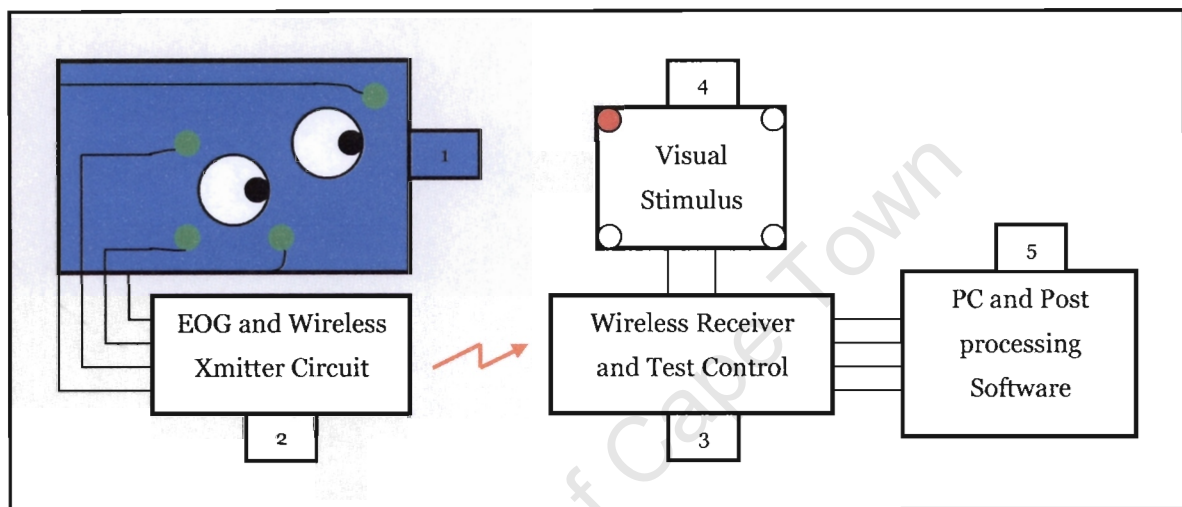 1
EOG and Wireless
Xmitter Circuit
2
4
Visual
Stimulus
Wireless Receiver
and Test Control
3
5
PC and Post
processing
Software
of Cape Town